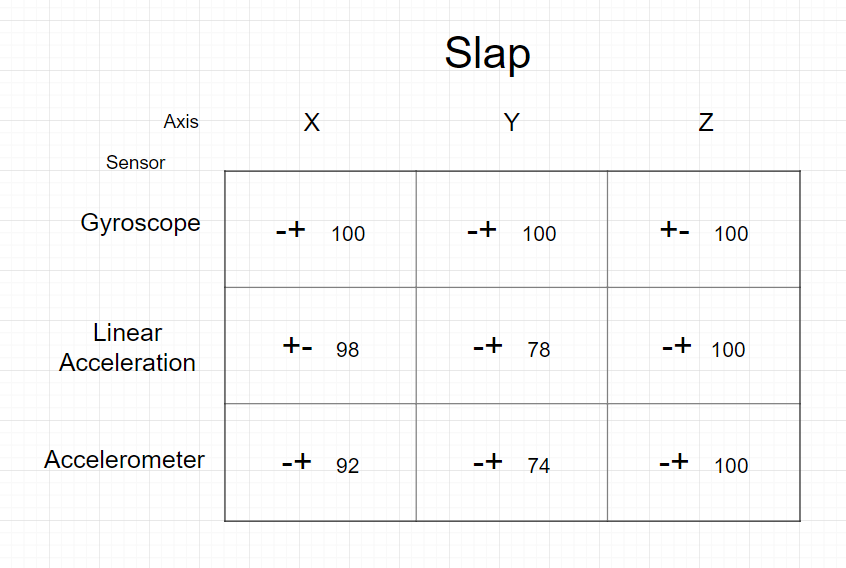 Slap
Axis X Y Z
Sensor
Gyroscope -+ 100 -+ 100 +- 100
Linear
Acceleration +- 98 -+ 78 -+ 100
Accelerometer -+ 92 -+ 74 -+ 100